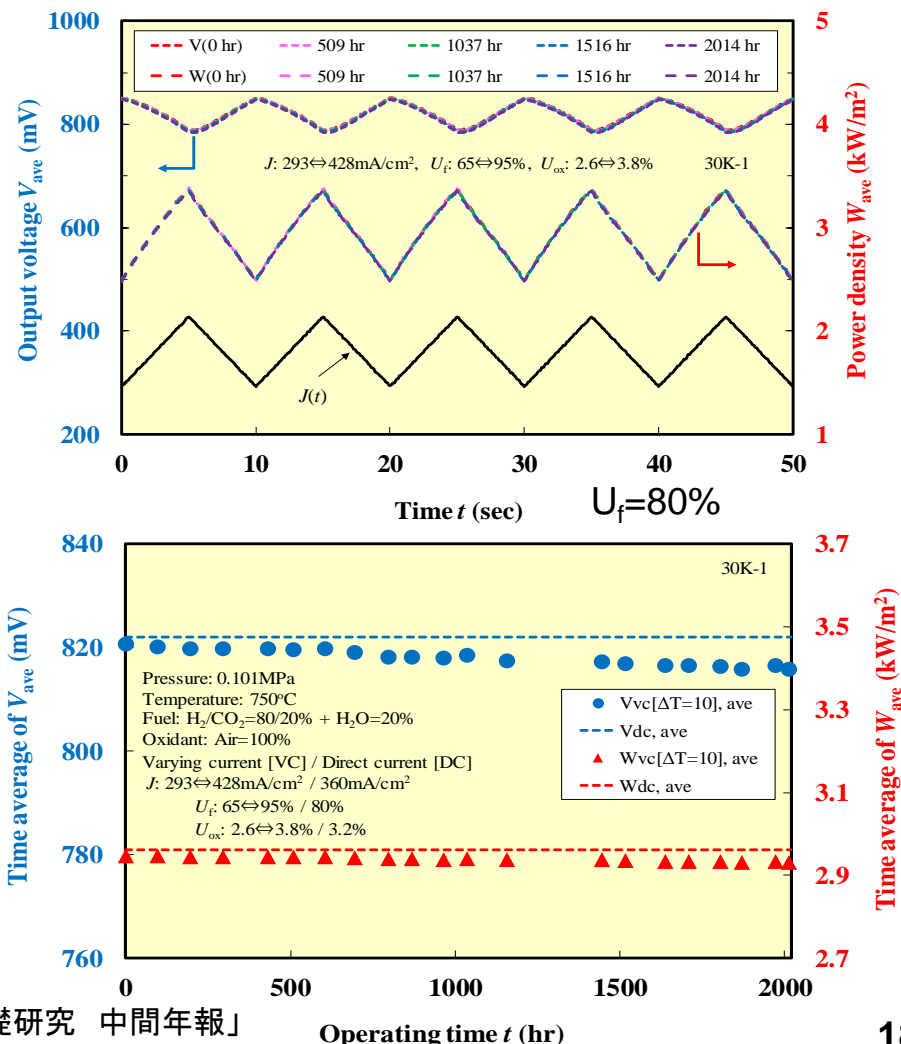 1000
800
600
400
200
Output voltage Vave (mV)
5
4
3
2
1
Power density Wave (kW/m²)
V(0 hr) 509 hr 1037 hr 1516 hr 2014 hr
W(0 hr) 509 hr 1037 hr 1516 hr 2014 hr
J: 293⇔428mA/cm², Uf: 65⇔95%, Uox: 2.6⇔3.8% 30K-1
J(t)
0 10 20 30 40 50
Time t (sec)
Uf=80%
840
820
800
780
760
Time average of Vave (mV)
3.7
3.5
3.3
3.1
2.9
2.7
Time average of Wave (kW/m²)
30K-1
Pressure: 0.101MPa
Temperature: 750°C
Fuel: H₂/CO₂=80/20% + H₂O=20%
Oxidant: Air=100%
Varying current [VC] / Direct current [DC]
J: 293⇔428mA/cm² / 360mA/cm²
Uf: 65⇔95% / 80%
Uox: 2.6⇔3.8% / 3.2%
Vvc[ΔT=10], ave
Vdc, ave
Wvc[ΔT=10], ave
Wdc, ave
0 500 1000 1500 2000
Operating time t (hr)
礎研究 中間年報」